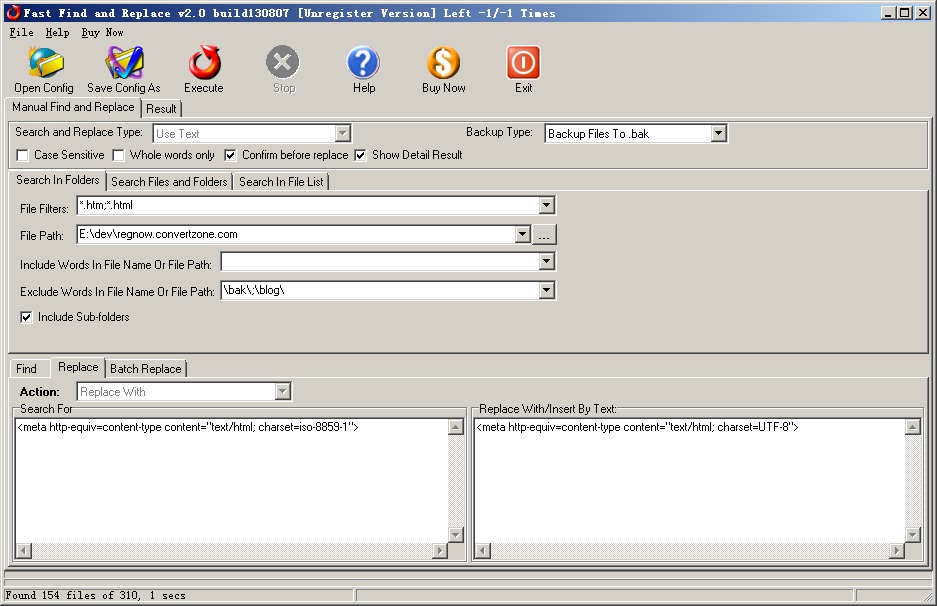 Fast Find and Replace v2.0 build130807 [Unregister Version] Left -1/-1 Times
File Help Buy Now
Open Config Save Config As Execute Stop Help Buy Now Exit
Manual Find and Replace Result
Search and Replace Type: Use Text Backup Type: Backup Files To .bak
Case Sensitive Whole words only Confirm before replace Show Detail Result
Search In Folders Search Files and Folders Search In File List
File Filters: *.htm;*.html
File Path: E:\dev\regnow.convertzone.com ...
Include Words In File Name Or File Path:
Exclude Words In File Name Or File Path: \bak\;\blog\
Include Sub-folders
Find Replace Batch Replace
Action: Replace With
Search For Replace With/Insert By Text:
<meta http-equiv=content-type content="text/html; charset=iso-8859-1"> <meta http-equiv=content-type content="text/html; charset=UTF-8">
Found 154 files of 310, 1 secs